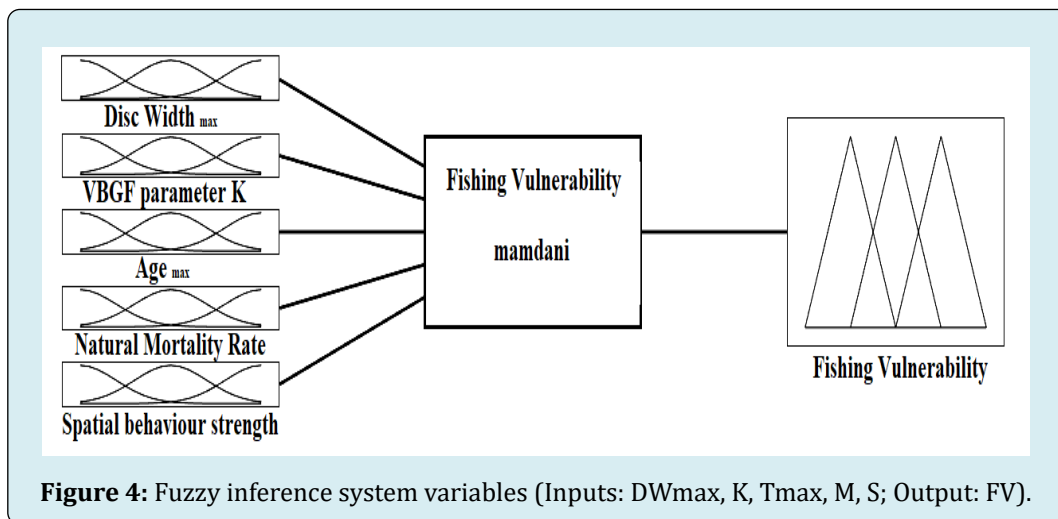 Disc Width max
VBGF parameter K
Age max
Natural Mortality Rate
Spatial behaviour strength
Fishing Vulnerability
mamdani
Fishing Vulnerability
Figure 4: Fuzzy inference system variables (Inputs: DWmax, K, Tmax, M, S; Output: FV).